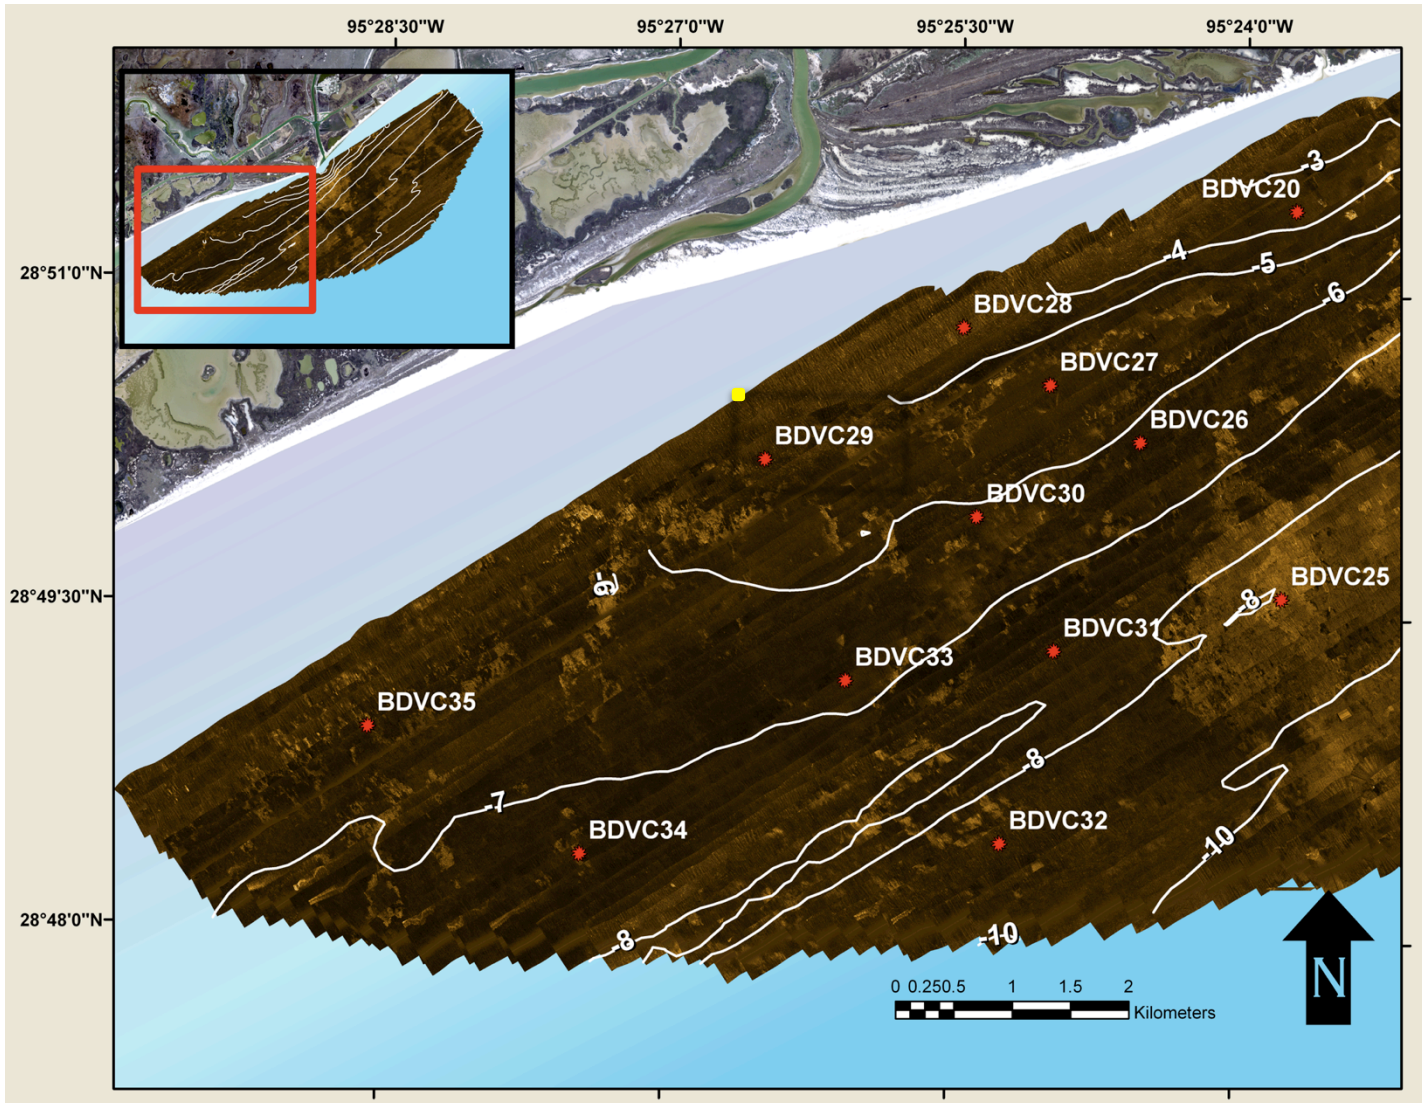 95°28'30"W
95°27'0"W
95°25'30"W
95°24'0"W
-3
BDVC20
-4
-5
28°51'0"N
-6
BDVC28
BDVC27
BDVC26
BDVC29
BDVC30
BDVC25
-6
28°49'30"N
-8
BDVC31
BDVC33
BDVC35
-8
-7
BDVC32
BDVC34
-10
28°48'0"N
-8
-10
0 0.25 0.5 1 1.5 2
Kilometers
N